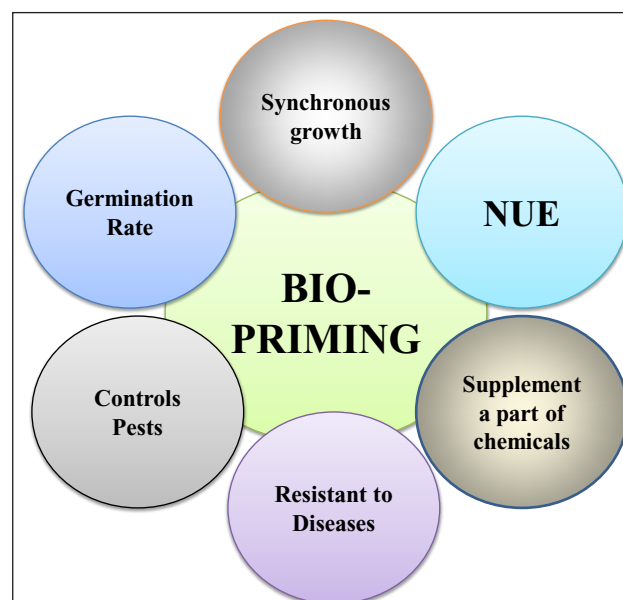 Synchronous
growth
Germination
Rate
NUE
BIO-
PRIMING
Controls
Pests
Supplement
a part of
chemicals
Resistant to
Diseases